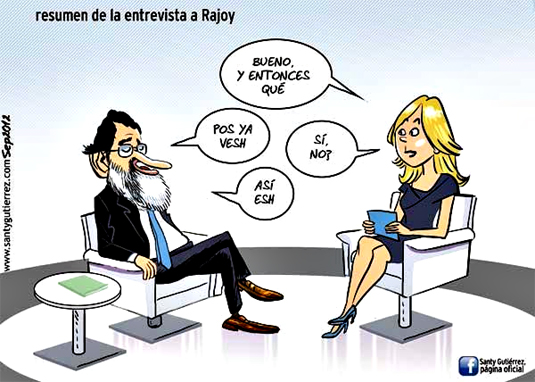 resumen de la entrevista a Rajoy
BUENO,
Y ENTONCES
QUÉ
POS YA
VESH
SÍ,
NO?
ASÍ
ESH
www.santygutierrez.com Sep2012
f
Santy Gutiérrez,
página oficial